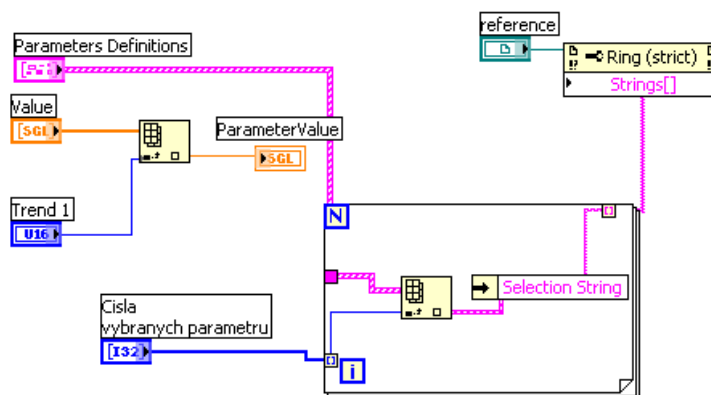 reference
Parameters Definitions
Ring (strict)
Strings[]
Value
[SGL]
ParameterValue
SGL
Trend 1
U16
N
Selection String
Cisla
vybranych parametru
[I32]
i